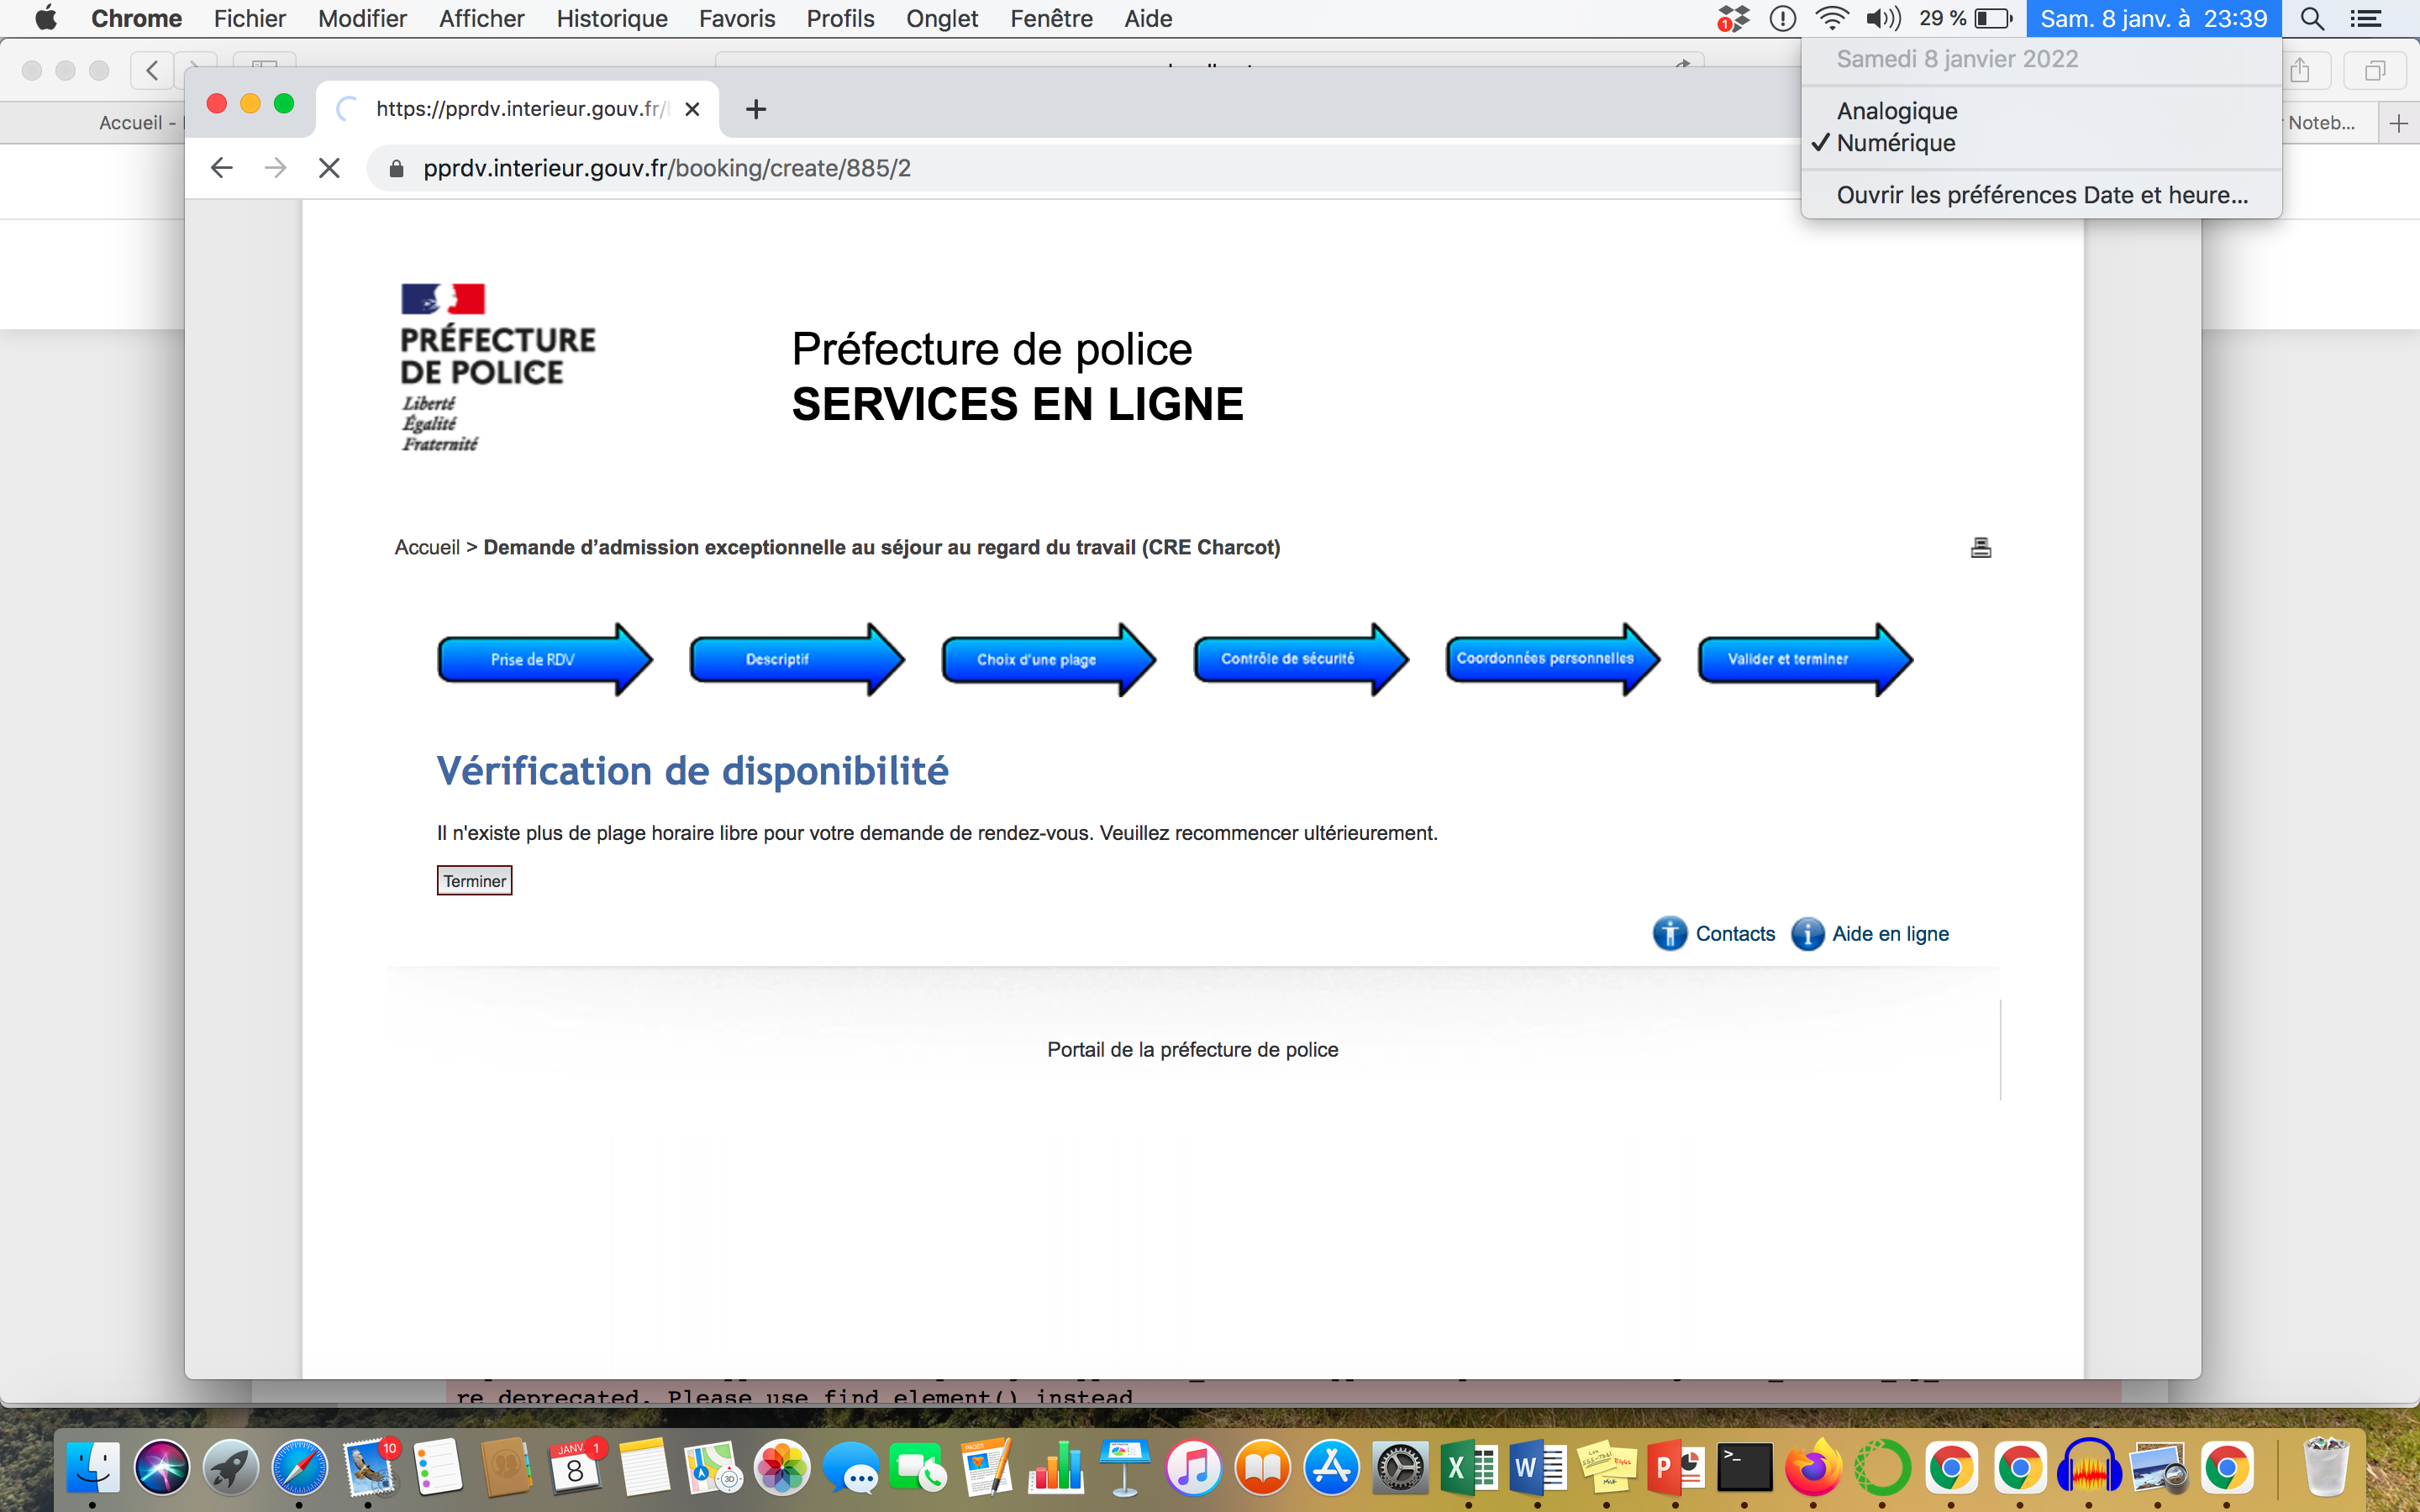 Chrome Fichier Modifier Afficher Historique Favoris Profils Onglet Fenêtre Aide
1
29 %
Sam. 8 janv. à 23:39
Samedi 8 janvier 2022
Analogique
✓ Numérique
Ouvrir les préférences Date et heure...
Accueil -
Noteb...
https://pprdv.interieur.gouv.fr/
pprdv.interieur.gouv.fr/booking/create/885/2
PRÉFECTURE
DE POLICE
Liberté
Égalité
Fraternité
Préfecture de police
SERVICES EN LIGNE
Accueil > Demande d’admission exceptionnelle au séjour au regard du travail (CRE Charcot)
Prise de RDV
Descriptif
Choix d'une plage
Contrôle de sécurité
Coordonnées personnelles
Valider et terminer
Vérification de disponibilité
Il n'existe plus de plage horaire libre pour votre demande de rendez-vous. Veuillez recommencer ultérieurement.
Terminer
Contacts
Aide en ligne
Portail de la préfecture de police
re deprecated. Please use find_element() instead
10
JANV.
8
1
PAGES
3D
X
W
P
>_